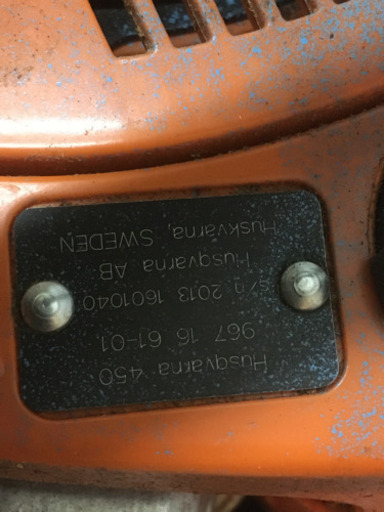 Husqvarna 450
967 16 61-01
s/n 2013 1601040
Husqvarna AB
Huskvarna, SWEDEN